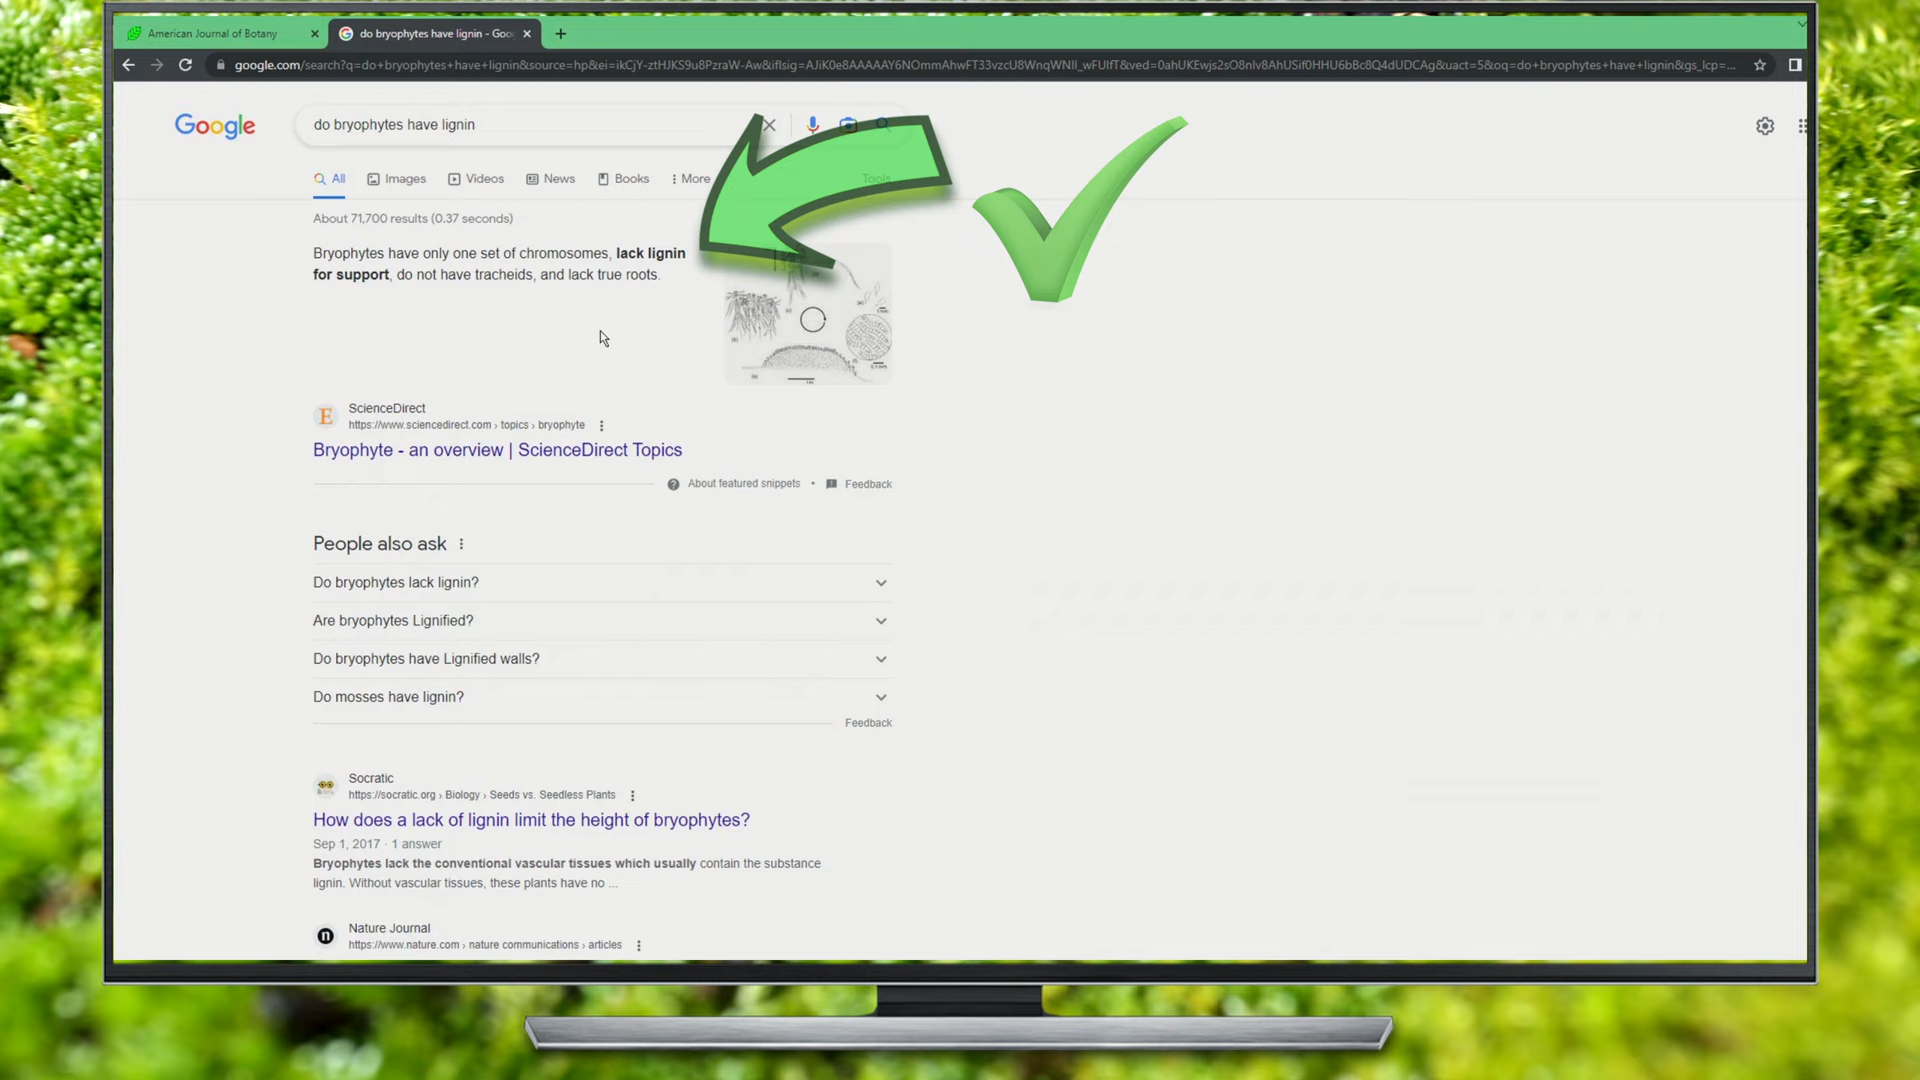 American Journal of Botany
do bryophytes have lignin - Goo
google.com/search?q=do+bryophytes+have+lignin&source=hp&ei=ikCjY-ztHJKS9u8PzraW-Aw&iflsig=AJiK0e8AAAAAY6NOmmAhwFT33vzcU8WnqWNIl_wFUIfT&ved=0ahUKEwjs2sO8nIv8AhUSif0HHU6bBc8Q4dUDCAg&uact=5&oq=do+bryophytes+have+lignin&gs_lcp=...
Google
do bryophytes have lignin
All Images Videos News Books More Tools
About 71,700 results (0.37 seconds)
Bryophytes have only one set of chromosomes, lack lignin
for support, do not have tracheids, and lack true roots.
E
ScienceDirect
https://www.sciencedirect.com › topics › bryophyte
Bryophyte - an overview | ScienceDirect Topics
About featured snippets • Feedback
People also ask
Do bryophytes lack lignin?
Are bryophytes Lignified?
Do bryophytes have Lignified walls?
Do mosses have lignin?
Feedback
Socratic
https://socratic.org › Biology › Seeds vs. Seedless Plants
How does a lack of lignin limit the height of bryophytes?
Sep 1, 2017 · 1 answer
Bryophytes lack the conventional vascular tissues which usually contain the substance
lignin. Without vascular tissues, these plants have no ...
n
Nature Journal
https://www.nature.com › nature communications › articles